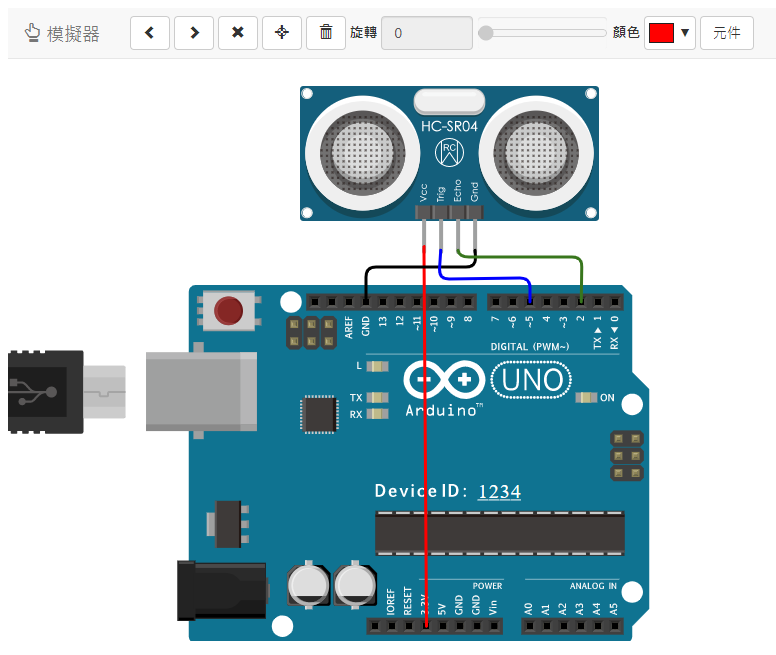 模擬器
旋轉
0
顏色
元件
HC-SR04
RC
Vcc
Trig
Echo
Gnd
AREF
GND
13
12
~11
~10
~9
8
7
~6
~5
4
~3
2
TX ► 1
RX ◄ 0
DIGITAL (PWM~)
L
TX
RX
UNO
ON
Arduino™
Device ID: 1234
POWER
ANALOG IN
IOREF
RESET
3.3V
5V
GND
GND
Vin
A0
A1
A2
A3
A4
A5